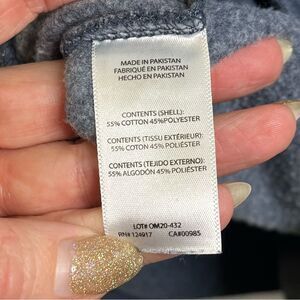 MADE IN PAKISTAN
FABRIQUÉ EN PAKISTAN
HECHO EN PAKISTAN
CONTENTS (SHELL):
55% COTTON 45%POLYESTER
CONTENTS (TISSU EXTÉRIEUR):
55% COTON 45% POLIÉSTER
CONTENTS (TEJIDO EXTERNO):
55% ALGODÓN 45% POLIÉSTER
LOT# OM20-432
RN# 124917 CA#00985